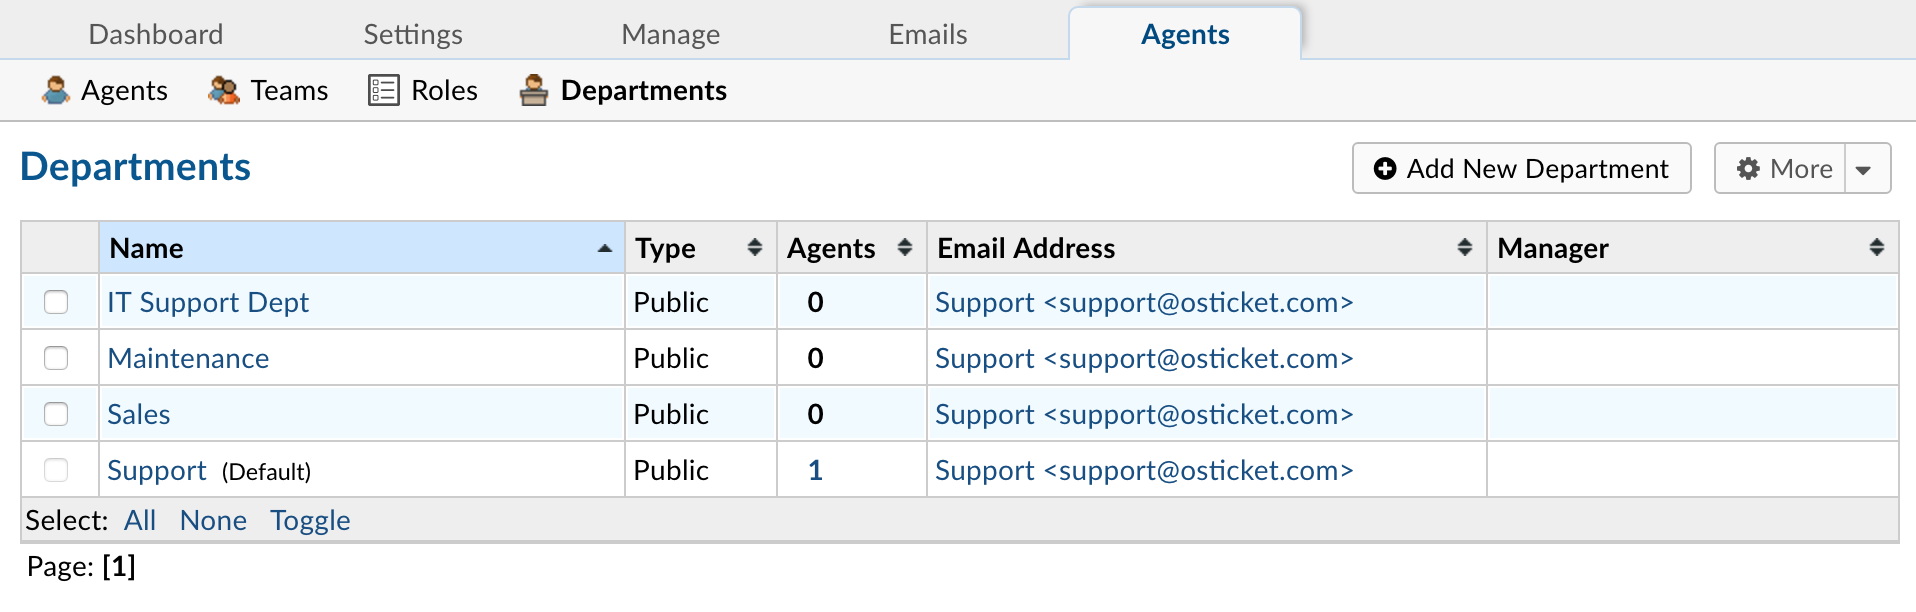 Dashboard Settings Manage Emails Agents
Agents Teams Roles Departments
Departments Add New Department More
Name Type Agents Email Address Manager
IT Support Dept Public 0 Support <support@osticket.com>
Maintenance Public 0 Support <support@osticket.com>
Sales Public 0 Support <support@osticket.com>
Support (Default) Public 1 Support <support@osticket.com>
Select: All None Toggle
Page: [1]